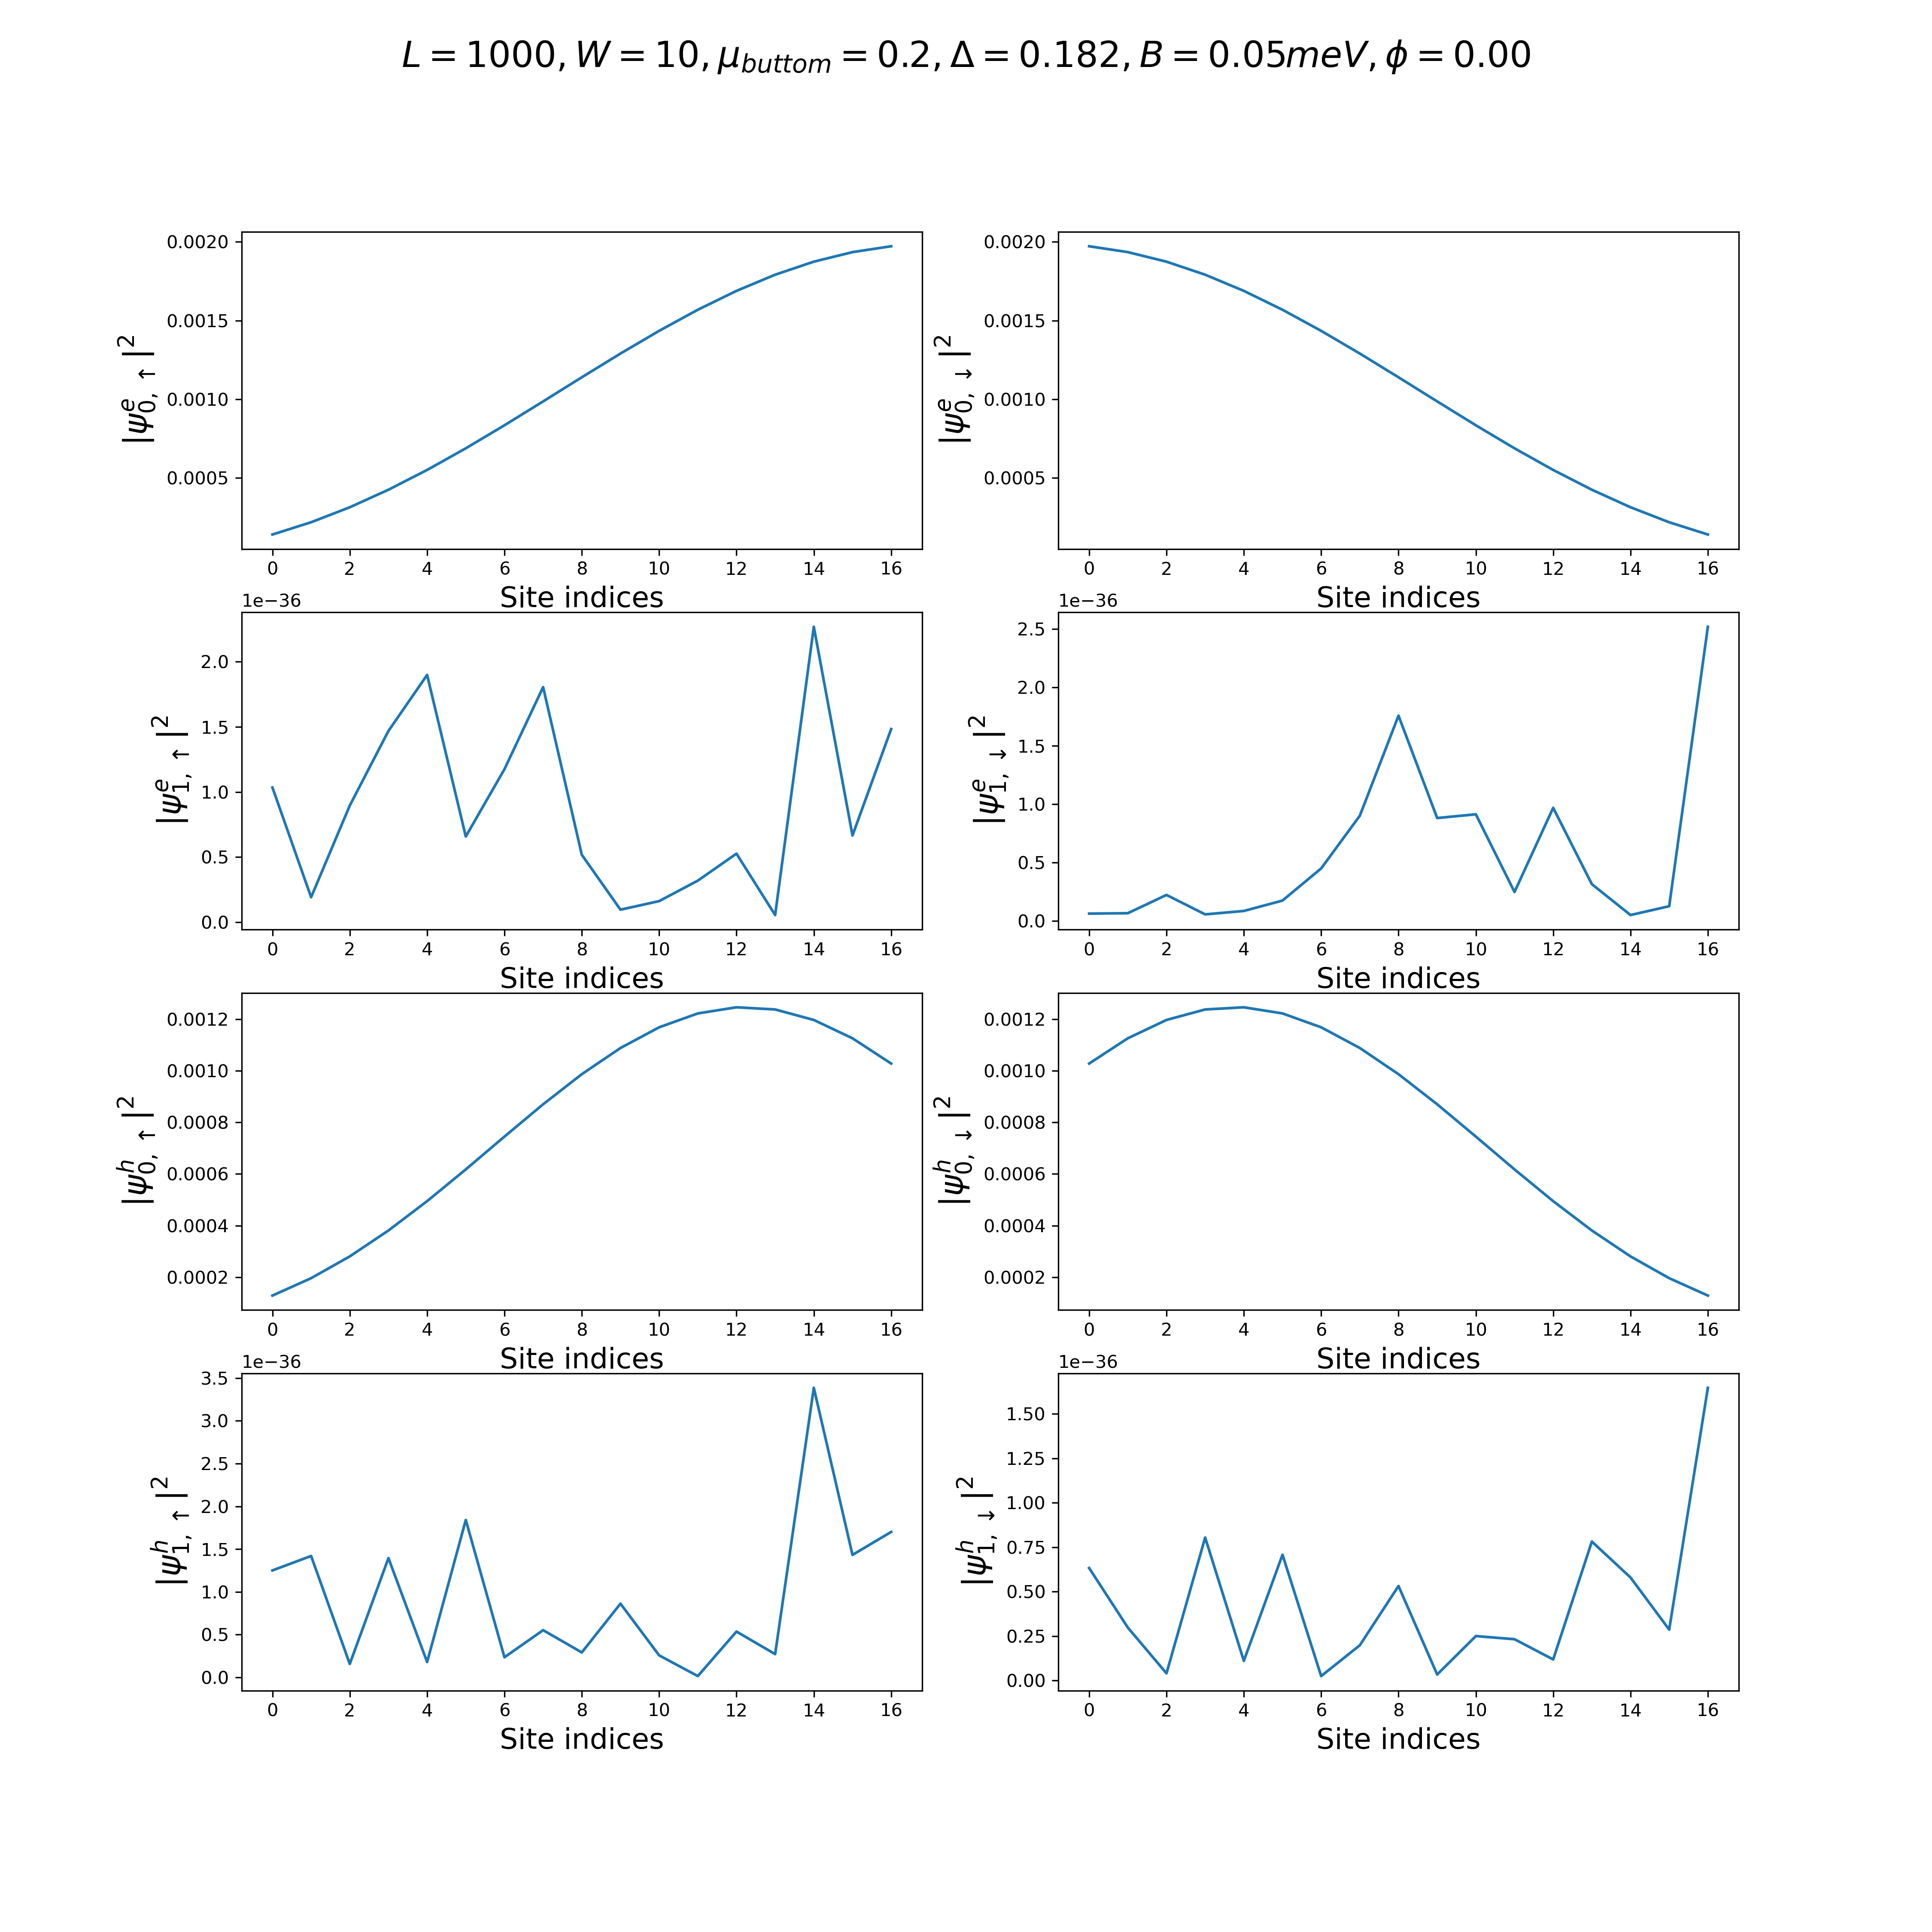 L = 1000, W = 10, μ_buttom = 0.2, Δ = 0.182, B = 0.05meV, ϕ = 0.00
|ψ^e_{0,↑}|^2
0.0020
0.0015
0.0010
0.0005
0 2 4 6 8 10 12 14 16
Site indices
|ψ^e_{0,↓}|^2
0.0020
0.0015
0.0010
0.0005
0 2 4 6 8 10 12 14 16
Site indices
1e−36
|ψ^e_{1,↑}|^2
2.0
1.5
1.0
0.5
0.0
0 2 4 6 8 10 12 14 16
Site indices
1e−36
|ψ^e_{1,↓}|^2
2.5
2.0
1.5
1.0
0.5
0.0
0 2 4 6 8 10 12 14 16
Site indices
|ψ^h_{0,↑}|^2
0.0012
0.0010
0.0008
0.0006
0.0004
0.0002
0 2 4 6 8 10 12 14 16
Site indices
|ψ^h_{0,↓}|^2
0.0012
0.0010
0.0008
0.0006
0.0004
0.0002
0 2 4 6 8 10 12 14 16
Site indices
1e−36
|ψ^h_{1,↑}|^2
3.5
3.0
2.5
2.0
1.5
1.0
0.5
0.0
0 2 4 6 8 10 12 14 16
Site indices
1e−36
|ψ^h_{1,↓}|^2
1.50
1.25
1.00
0.75
0.50
0.25
0.00
0 2 4 6 8 10 12 14 16
Site indices